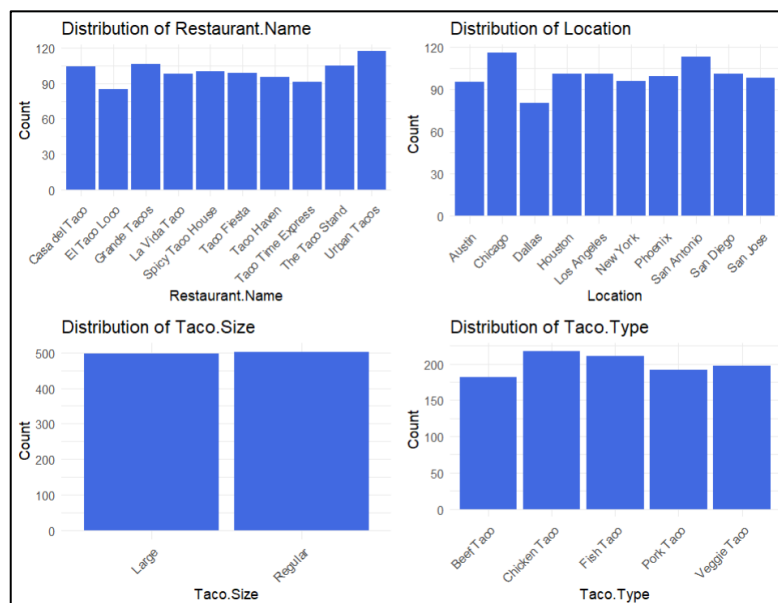 Distribution of Restaurant.Name
Count
120
90
60
30
0
Casa del Taco
El Taco Loco
Grande Tacos
La Vida Taco
Spicy Taco House
Taco Fiesta
Taco Haven
Taco Time Express
The Taco Stand
Urban Tacos
Restaurant.Name
Distribution of Location
Count
120
90
60
30
0
Austin
Chicago
Dallas
Houston
Los Angeles
New York
Phoenix
San Antonio
San Diego
San Jose
Location
Distribution of Taco.Size
Count
500
400
300
200
100
0
Large
Regular
Taco.Size
Distribution of Taco.Type
Count
200
150
100
50
0
Beef Taco
Chicken Taco
Fish Taco
Pork Taco
Veggie Taco
Taco.Type